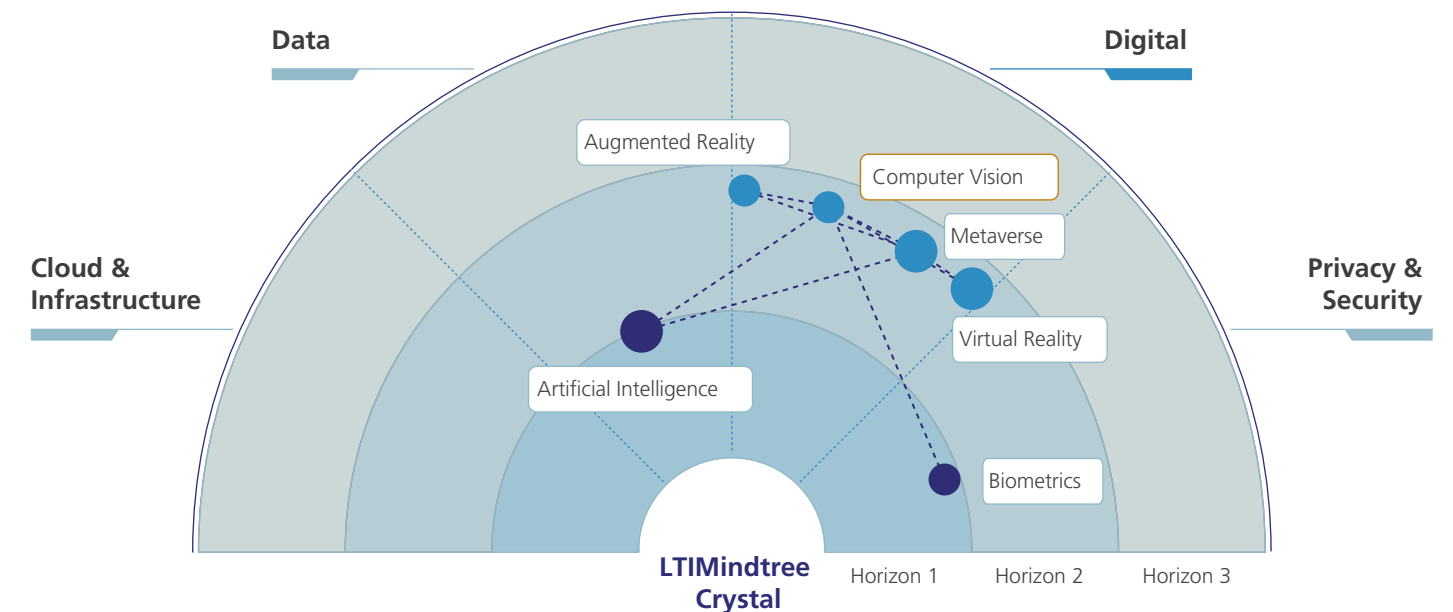 Data
Digital
Augmented Reality
Computer Vision
Metaverse
Cloud &
Infrastructure
Privacy &
Security
Virtual Reality
Artificial Intelligence
Biometrics
LTIMindtree
Crystal
Horizon 1
Horizon 2
Horizon 3